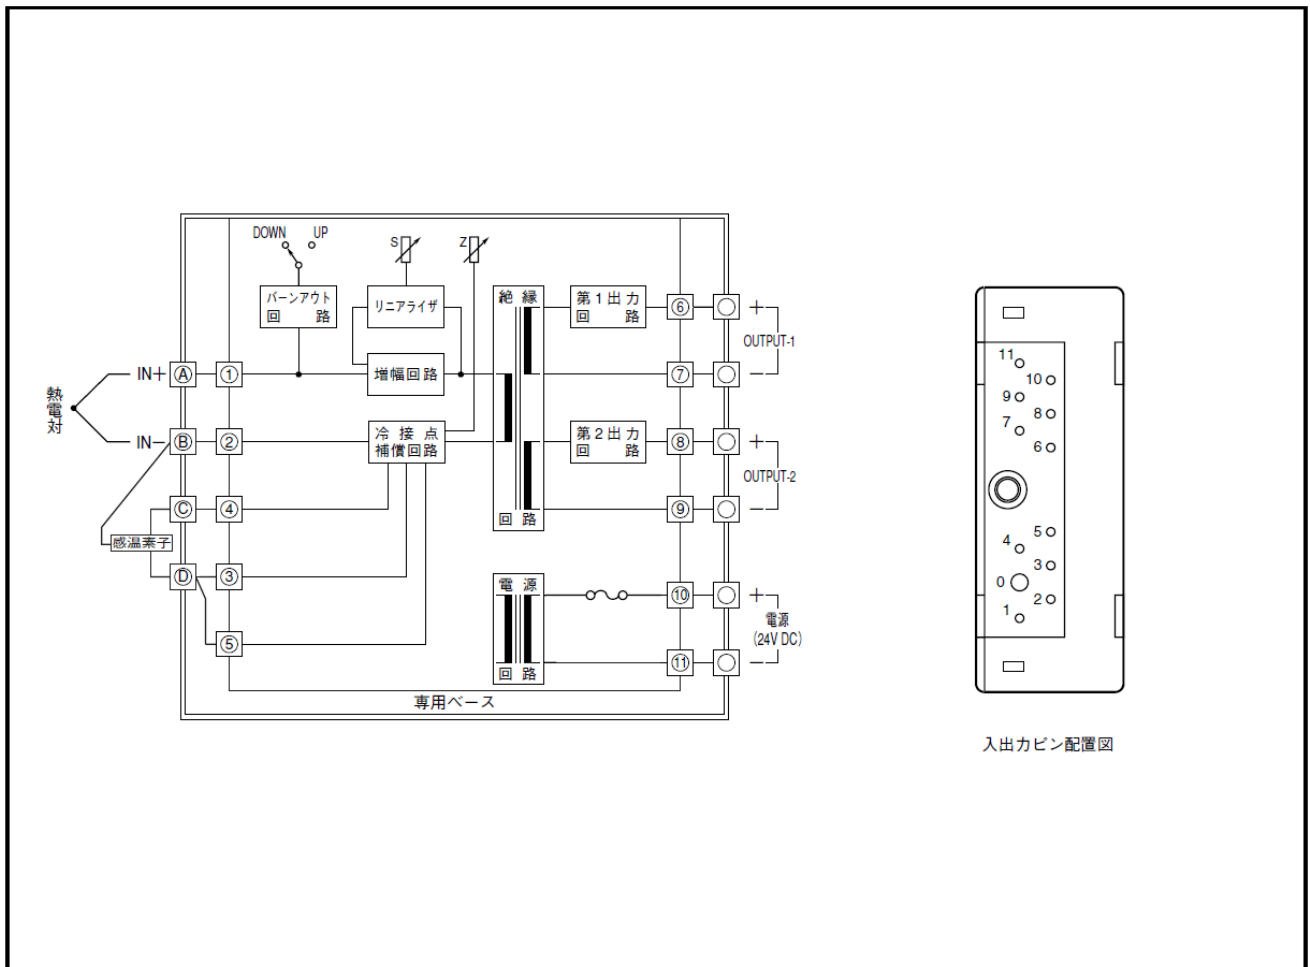 DOWN UP
S
Z
バーンアウト
回 路
リニアライザ
絶 縁
回 路
第1出力
回 路
⑥
+
OUTPUT-1
⑦
−
熱電対
IN+
Ⓐ
①
増幅回路
IN−
Ⓑ
②
冷 接 点
補償回路
第2出力
回 路
⑧
+
OUTPUT-2
⑨
−
Ⓒ
④
感温素子
Ⓓ
③
⑤
電 源
回 路
⑩
+
電源
(24V DC)
⑪
−
専用ベース
11
10
9
8
7
6
5
4
3
0
2
1
入出力ピン配置図